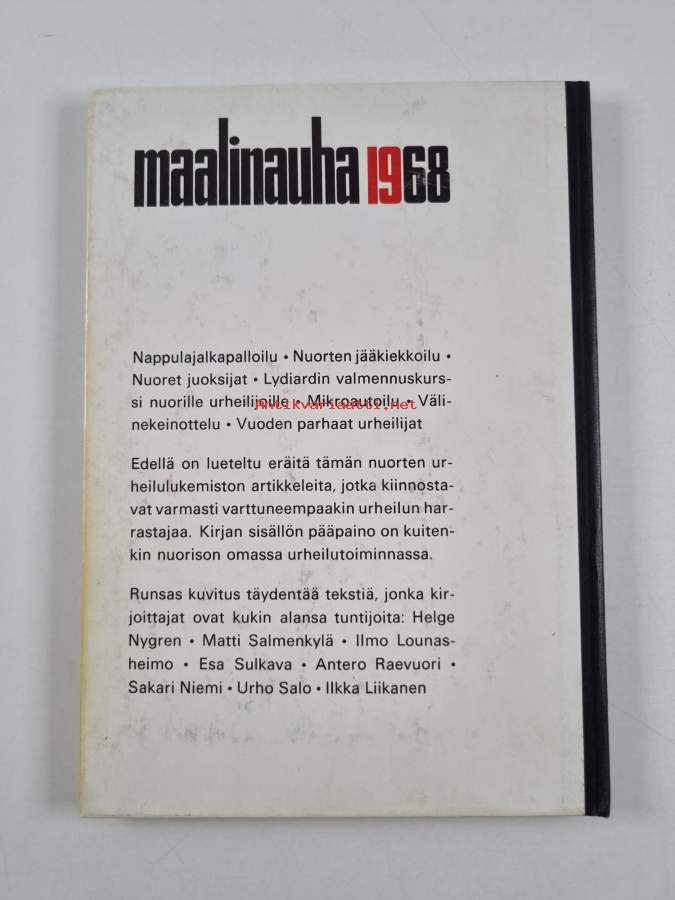 maalinauha 1968
Nappulajalkapalloilu • Nuorten jääkiekkoilu •
Nuoret juoksijat • Lydiardin valmennuskurs-
si nuorille urheilijoille • Mikroautoilu • Väli-
Antikvariaatti.net
nekeinottelu • Vuoden parhaat urheilijat
Edellä on lueteltu eräitä tämän nuorten ur-
heilulukemiston artikkeleita, jotka kiinnosta-
vat varmasti varttuneempaakin urheilun har-
rastajaa. Kirjan sisällön pääpaino on kuiten-
kin nuorison omassa urheilutoiminnassa.
Runsas kuvitus täydentää tekstiä, jonka kir-
joittajat ovat kukin alansa tuntijoita: Helge
Nygren • Matti Salmenkylä • Ilmo Lounas-
heimo • Esa Sulkava • Antero Raevuori •
Sakari Niemi • Urho Salo • Ilkka Liikanen